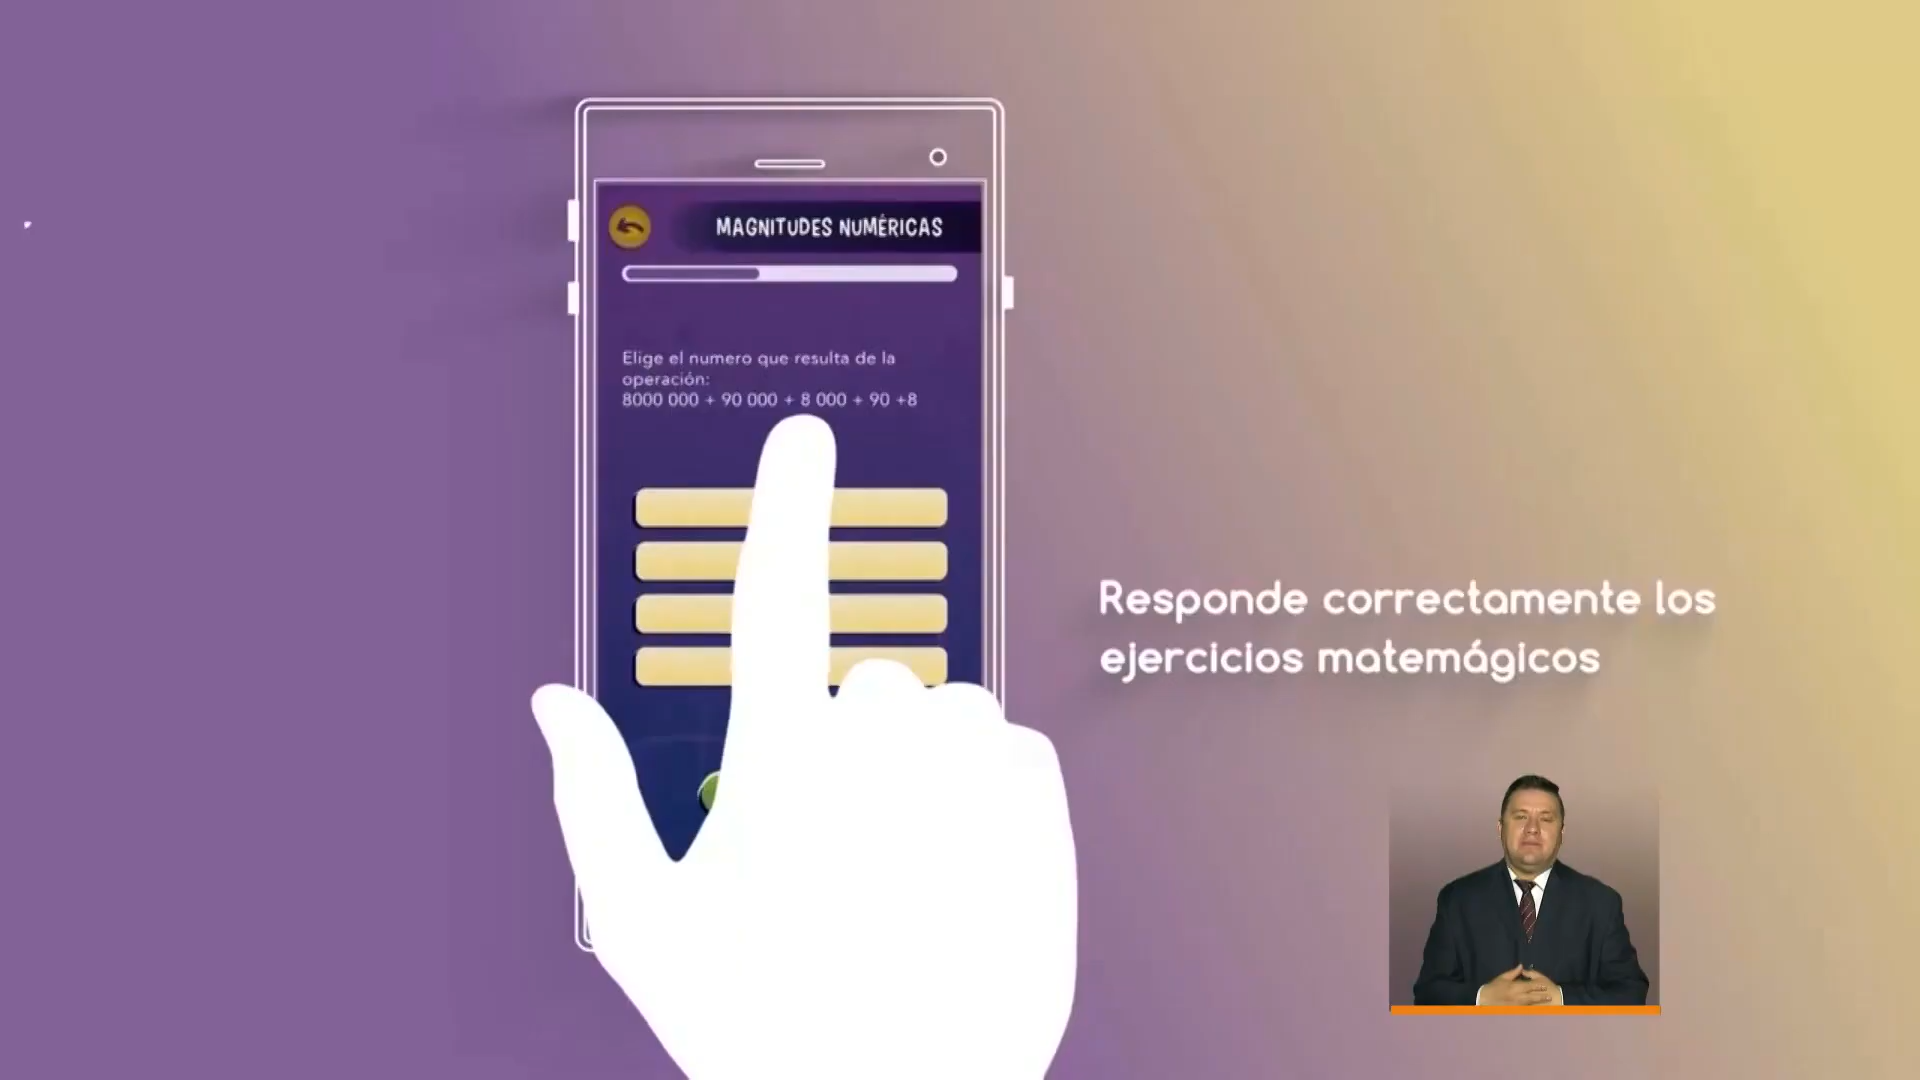 MAGNITUDES NUMÉRICAS
Elige el numero que resulta de la
operación:
8000 000 + 90 000 + 8 000 + 90 +8
Responde correctamente los
ejercicios matemágicos